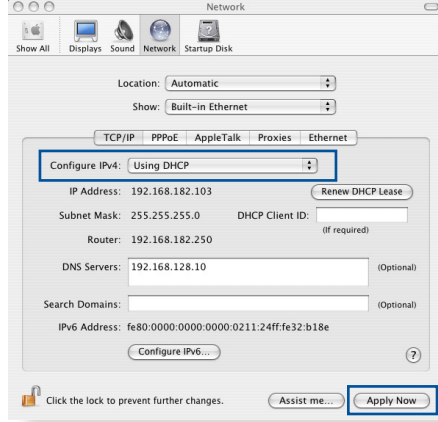 Network
Show All Displays Sound Network Startup Disk
Location: Automatic
Show: Built-in Ethernet
TCP/IP PPPoE AppleTalk Proxies Ethernet
Configure IPv4: Using DHCP
IP Address: 192.168.182.103 Renew DHCP Lease
Subnet Mask: 255.255.255.0 DHCP Client ID:
(If required)
Router: 192.168.182.250
DNS Servers: 192.168.128.10 (Optional)
Search Domains: (Optional)
IPv6 Address: fe80:0000:0000:0000:0211:24ff:fe32:b18e
Configure IPv6... ?
Click the lock to prevent further changes. Assist me... Apply Now